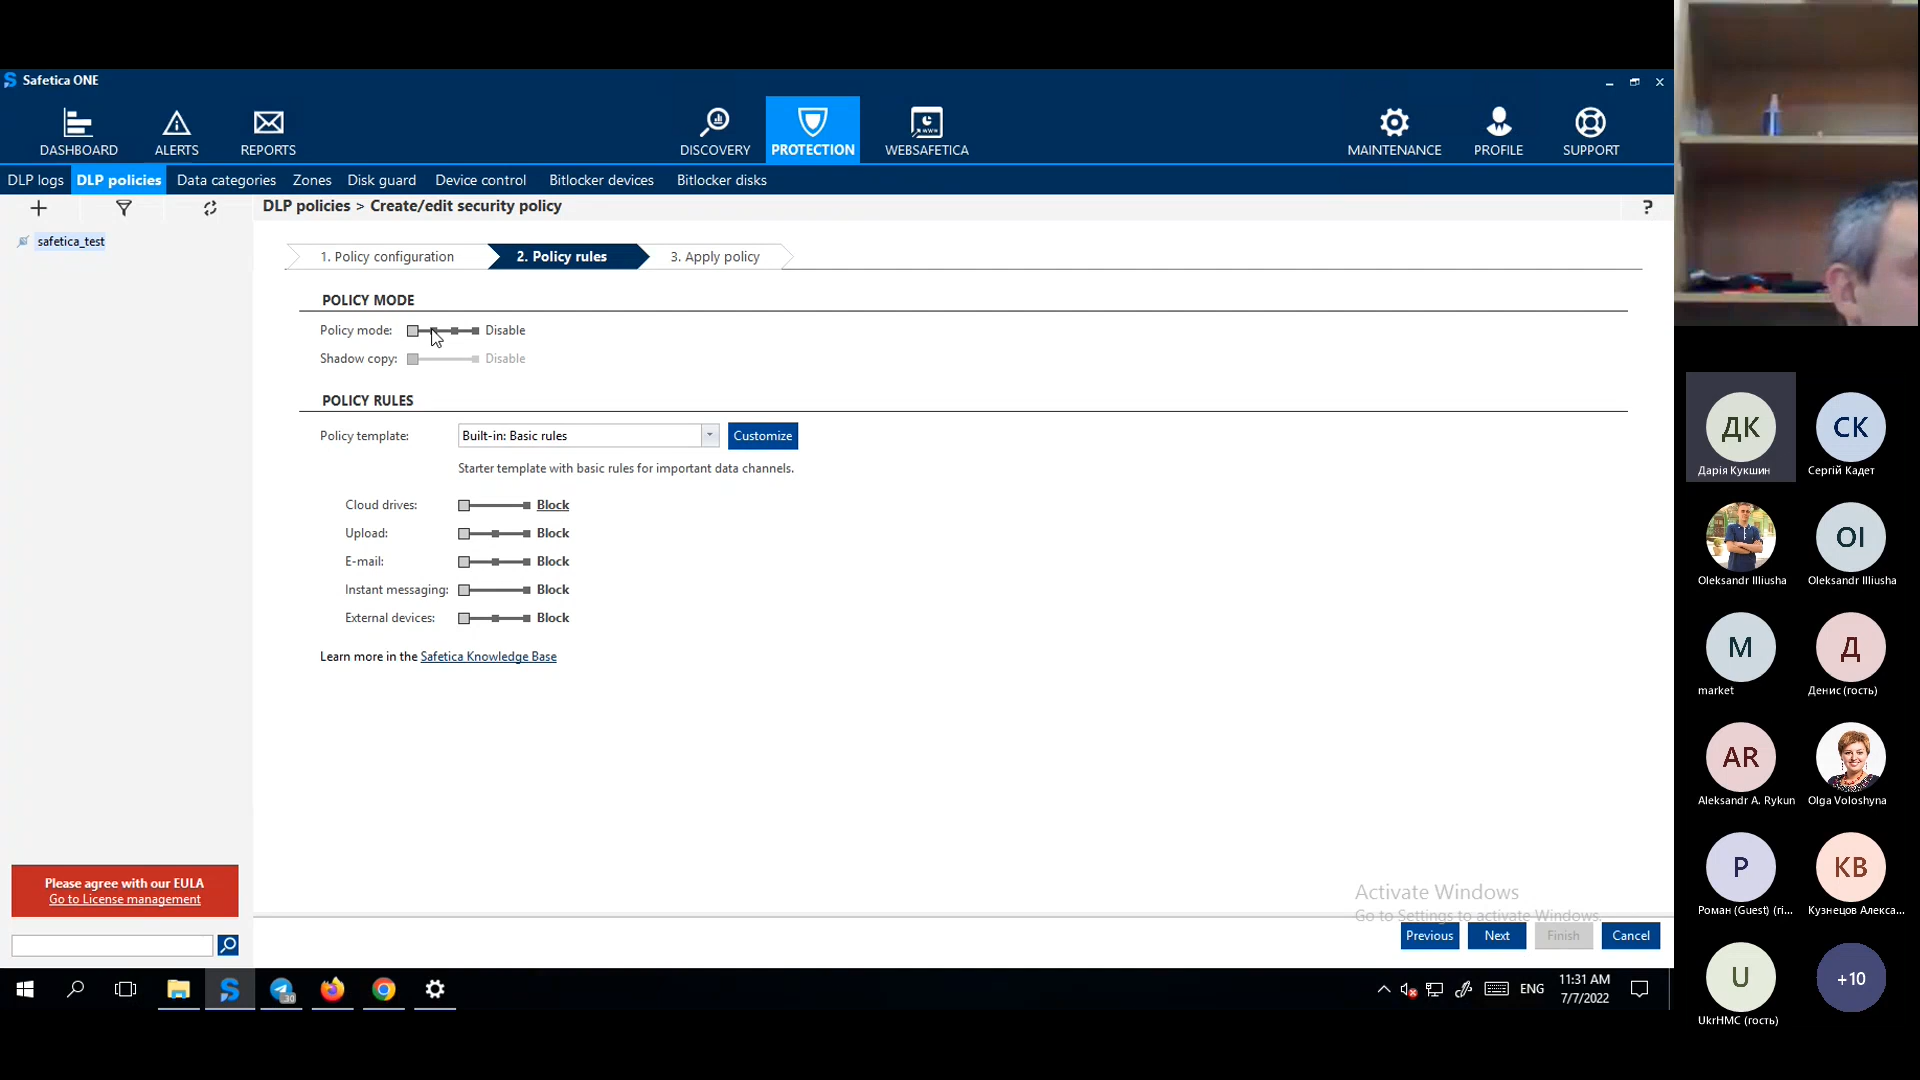 Safetica ONE
DASHBOARD
ALERTS
REPORTS
DISCOVERY
PROTECTION
WEBSAFETICA
MAINTENANCE
PROFILE
SUPPORT
DLP logs
DLP policies
Data categories
Zones
Disk guard
Device control
Bitlocker devices
Bitlocker disks
DLP policies > Create/edit security policy
?
safetica_test
1. Policy configuration
2. Policy rules
3. Apply policy
POLICY MODE
Policy mode: Disable
Shadow copy: Disable
POLICY RULES
Policy template: Built-in: Basic rules Customize
Starter template with basic rules for important data channels.
Cloud drives: Block
Upload: Block
E-mail: Block
Instant messaging: Block
External devices: Block
Learn more in the Safetica Knowledge Base
Please agree with our EULA
Go to License management
Activate Windows
Go to Settings to activate Windows.
Previous
Next
Finish
Cancel
30
ENG
11:31 AM
7/7/2022
ДК
Дарія Кукшин
СК
Сергій Кадет
Oleksandr Illiusha
OI
Oleksandr Illiusha
M
market
Д
Денис (гость)
AR
Aleksandr A. Rykun
Olga Voloshyna
P
Роман (Guest) (гі...
КВ
Кузнецов Алекса...
U
UkrHMC (гость)
+10